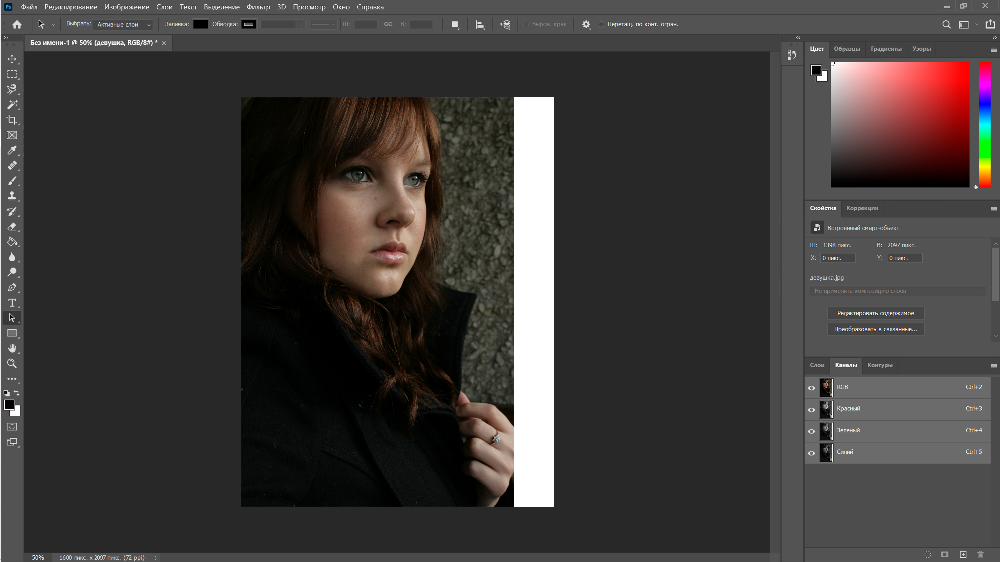 Ps Файл Редактирование Изображение Слои Текст Выделение Фильтр 3D Просмотр Окно Справка
Выбрать: Активные слои Заливка: Обводка: Ш: В: Выров. края Перетащ. по конт. огран.
Без имени-1 @ 50% (девушка, RGB/8#) *
Цвет Образцы Градиенты Узоры
Свойства Коррекция
Встроенный смарт-объект
Ш: 1398 пикс. В: 2097 пикс.
X: 0 пикс. Y: 0 пикс.
девушка.jpg
Не применять композицию слоев
Редактировать содержимое
Преобразовать в связанные...
Слои Каналы Контуры
RGB Ctrl+2
Красный Ctrl+3
Зеленый Ctrl+4
Синий Ctrl+5
50% 1600 пикс. x 2097 пикс. (72 ppi)